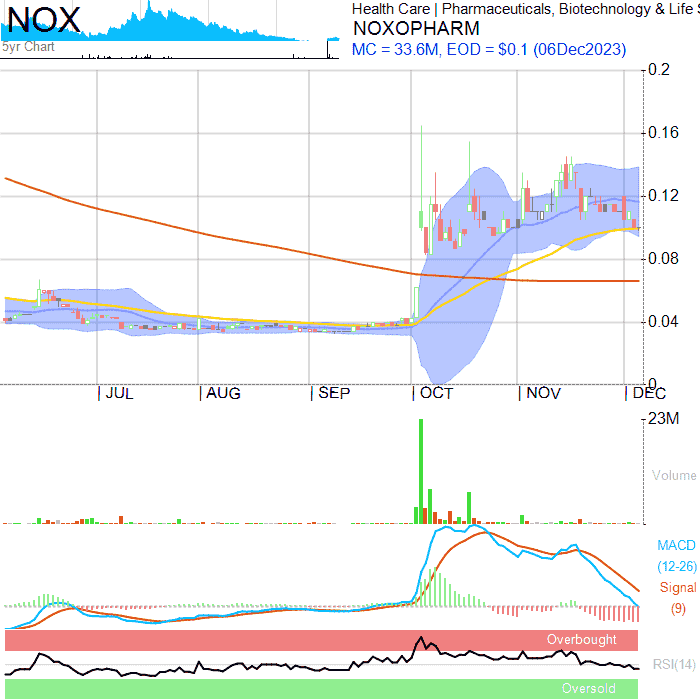 NOX
5yr Chart
Health Care | Pharmaceuticals, Biotechnology & Life S
NOXOPHARM
MC = 33.6M, EOD = $0.1 (06Dec2023)
0.2
0.16
0.12
0.08
0.04
0
JUL AUG SEP OCT NOV DEC
23M
Volume
MACD
(12-26)
Signal
(9)
Overbought
RSI(14)
Oversold